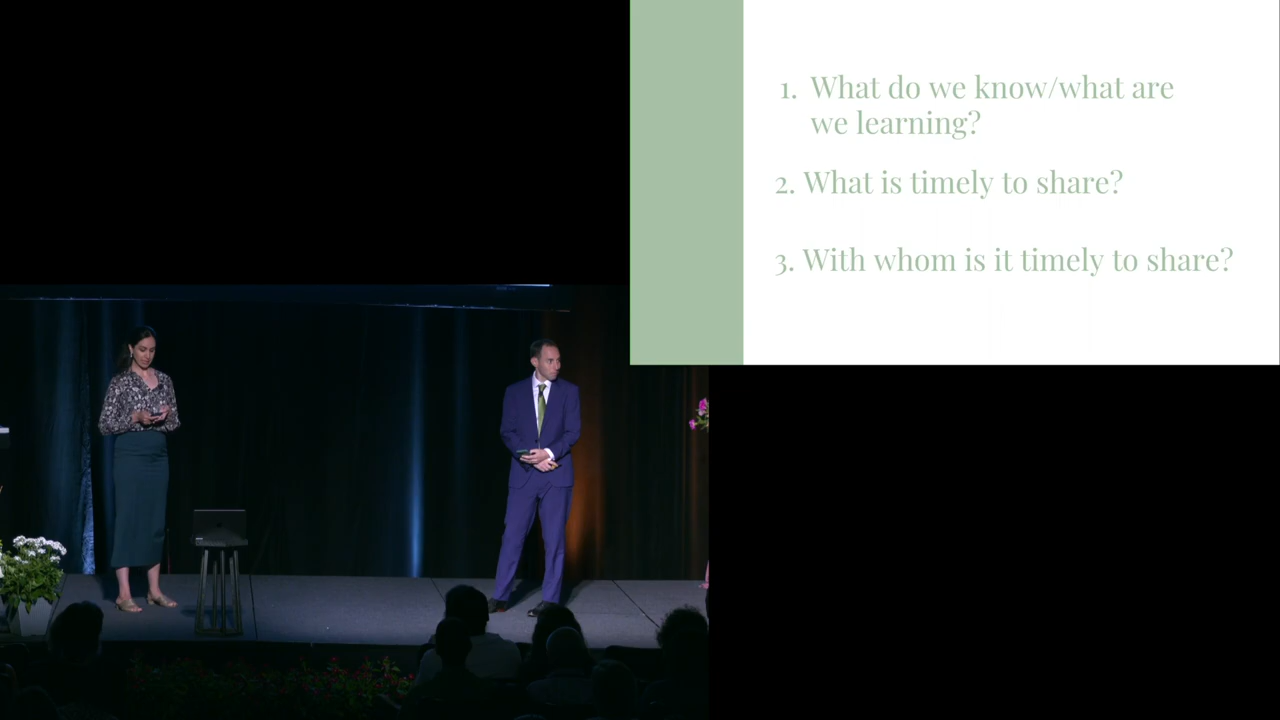 1. What do we know/what are
we learning?
2. What is timely to share?
3. With whom is it timely to share?